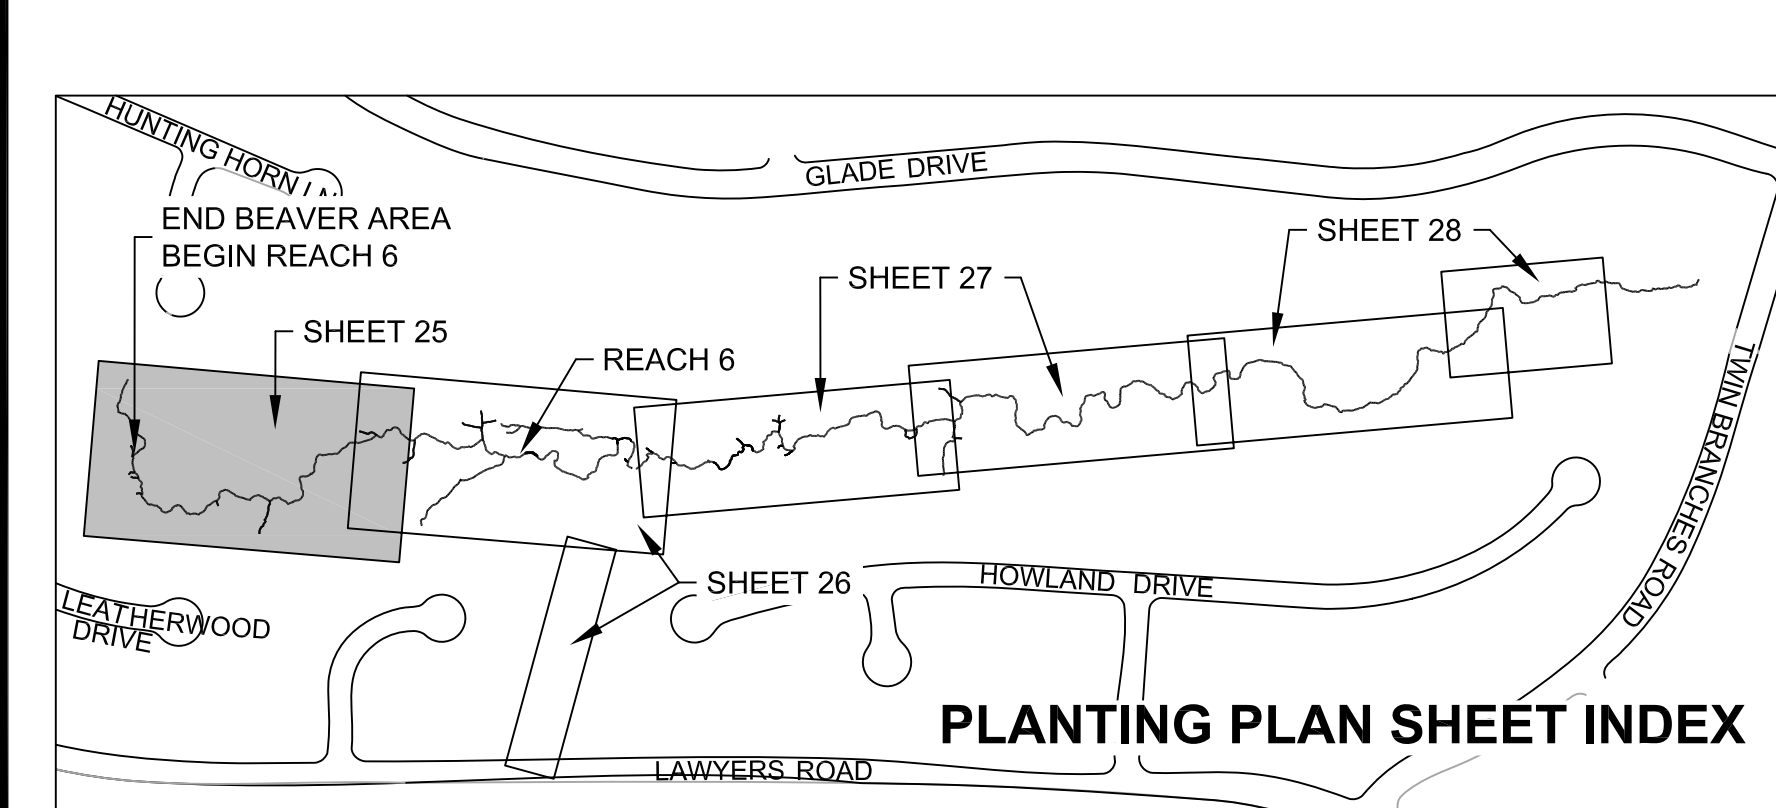 HUNTING HORN LN
GLADE DRIVE
END BEAVER AREA
BEGIN REACH 6
SHEET 28
SHEET 27
SHEET 25
REACH 6
TWIN BRANCHES ROAD
SHEET 26
HOWLAND DRIVE
LEATHERWOOD
DRIVE
PLANTING PLAN SHEET INDEX
LAWYERS ROAD